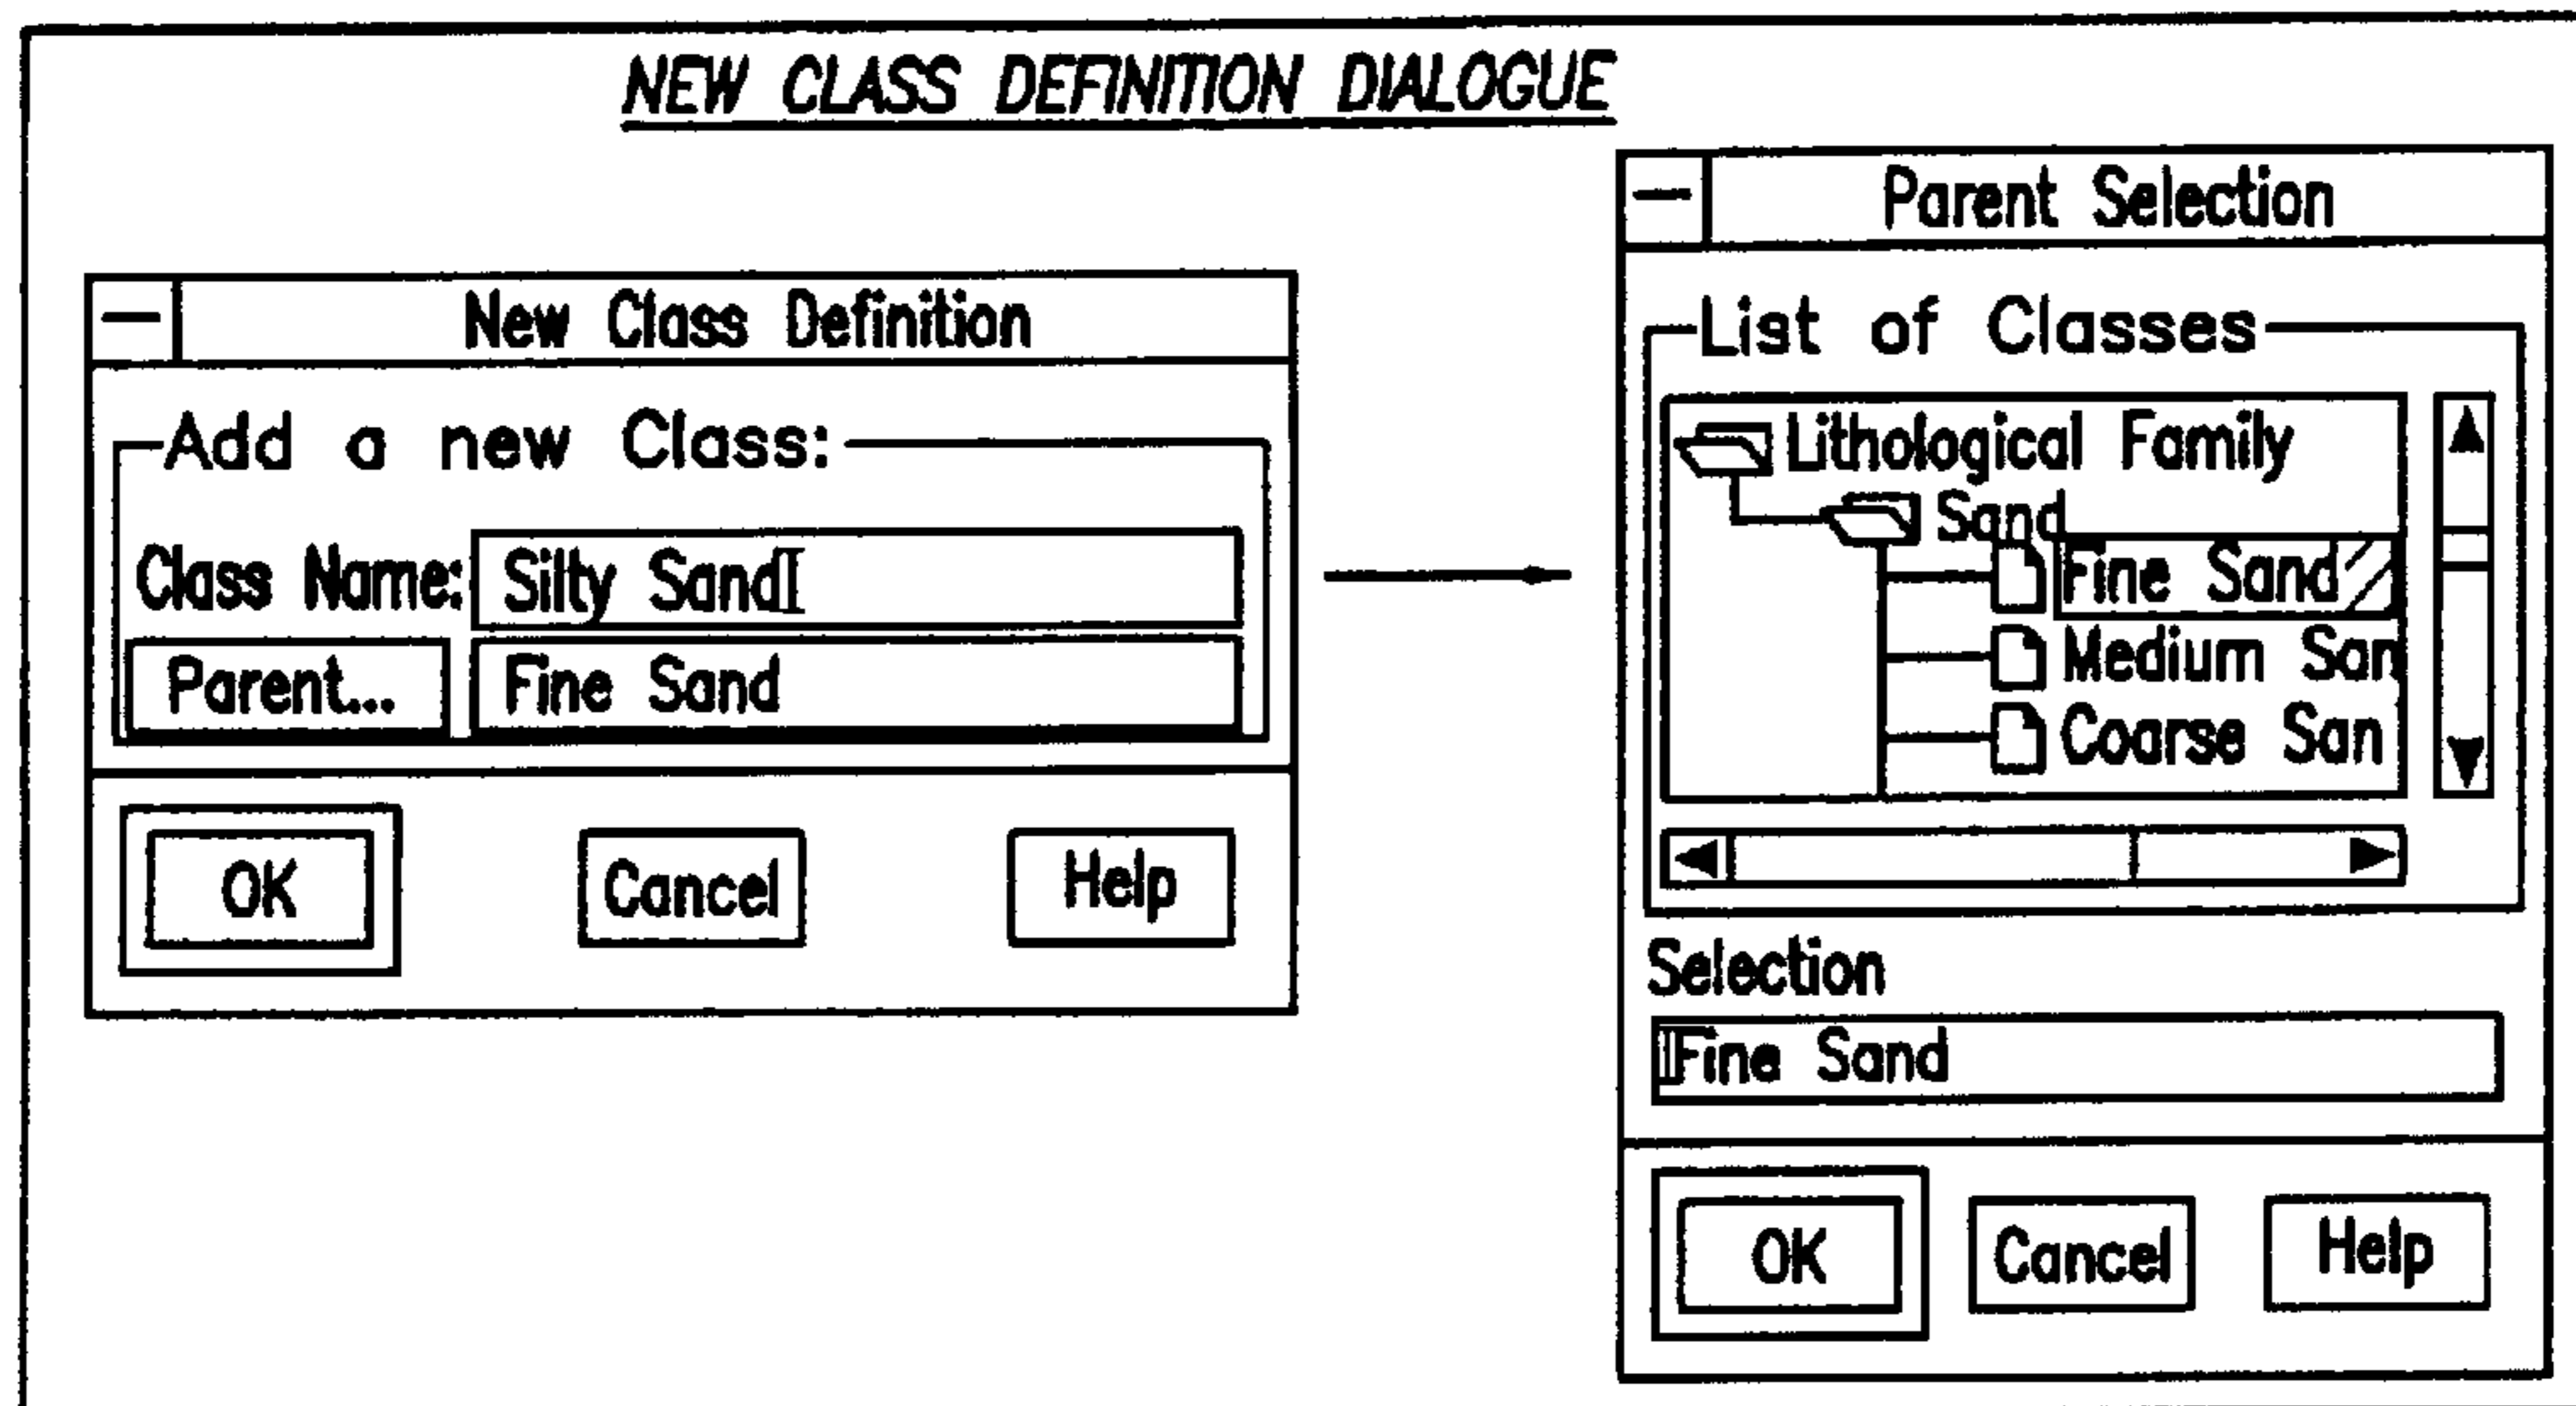 NEW CLASS DEFINITION DIALOGUE
New Class Definition
Add a new Class:
Class Name: Silty Sand
Parent... Fine Sand
OK Cancel Help
Parent Selection
List of Classes
Lithological Family
Sand
Fine Sand
Medium San
Coarse San
Selection
Fine Sand
OK Cancel Help